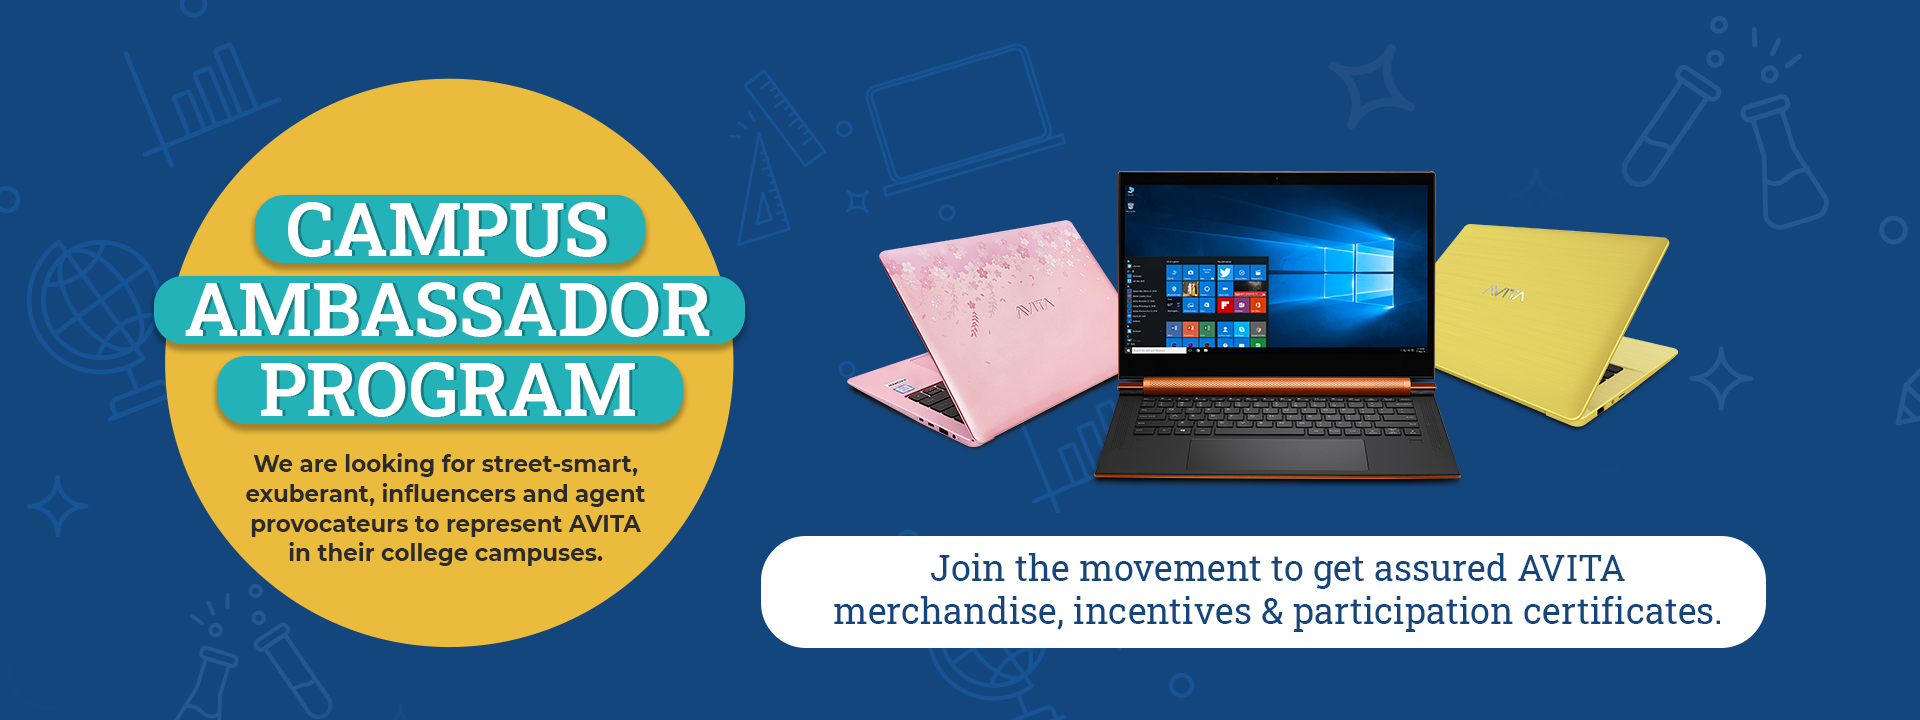 CAMPUS
AMBASSADOR
PROGRAM
We are looking for street-smart,
exuberant, influencers and agent
provocateurs to represent AVITA
in their college campuses.
AVITA
AVITA
Join the movement to get assured AVITA
merchandise, incentives & participation certificates.